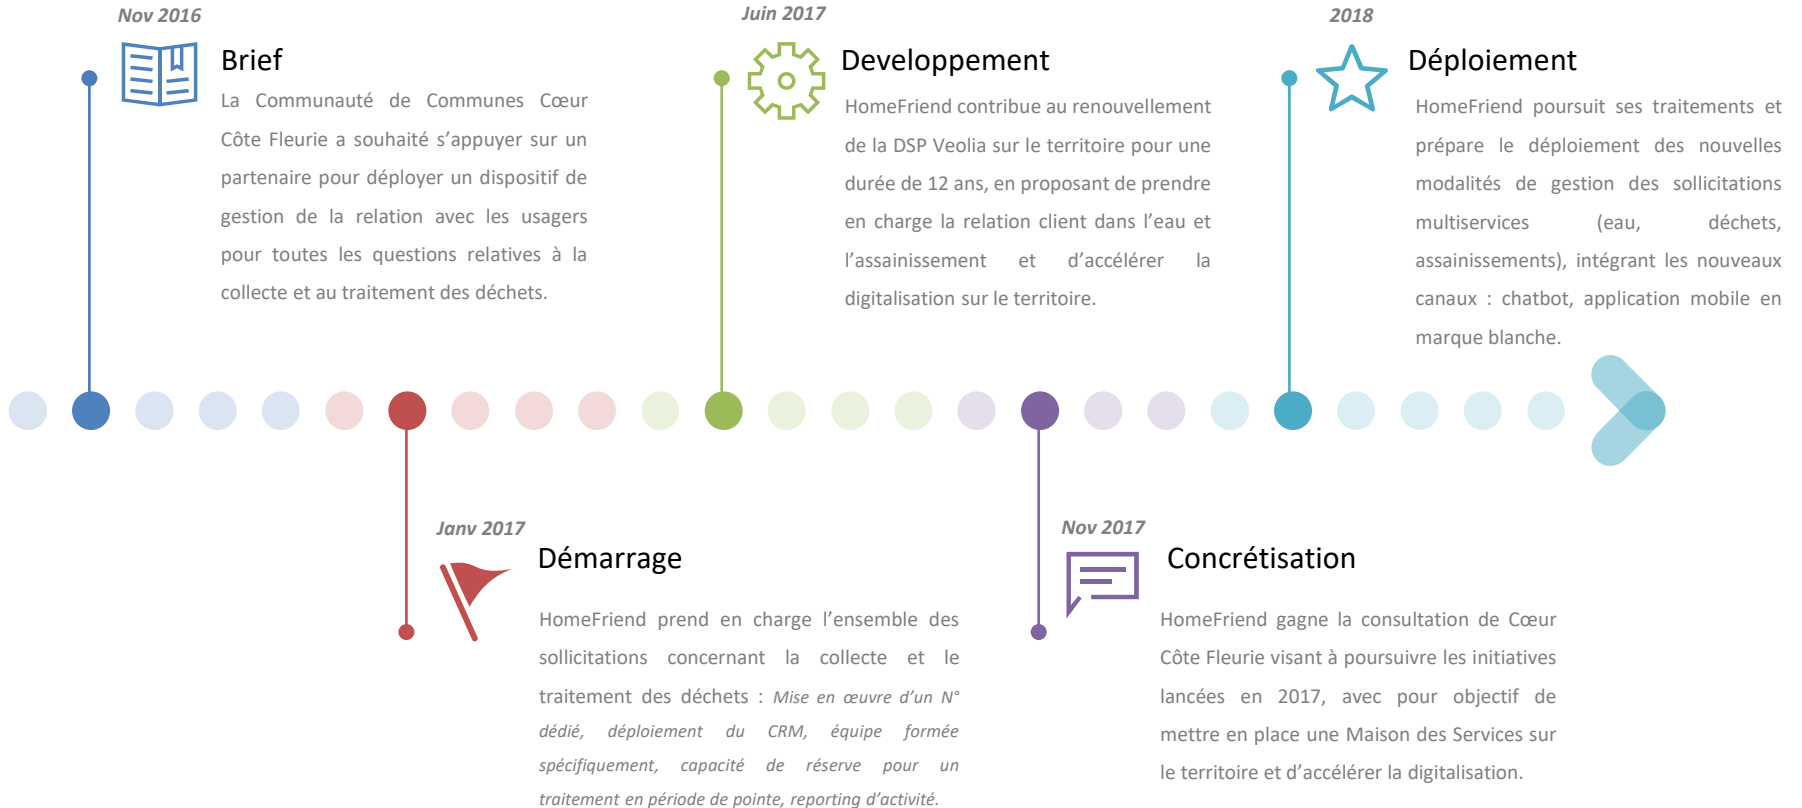 Nov 2016
Brief
La Communauté de Communes Cœur
Côte Fleurie a souhaité s’appuyer sur un
partenaire pour déployer un dispositif de
gestion de la relation avec les usagers
pour toutes les questions relatives à la
collecte et au traitement des déchets.
Juin 2017
Developpement
HomeFriend contribue au renouvellement
de la DSP Veolia sur le territoire pour une
durée de 12 ans, en proposant de prendre
en charge la relation client dans l’eau et
l’assainissement et d’accélérer la
digitalisation sur le territoire.
2018
Déploiement
HomeFriend poursuit ses traitements et
prépare le déploiement des nouvelles
modalités de gestion des sollicitations
multiservices (eau, déchets,
assainissements), intégrant les nouveaux
canaux : chatbot, application mobile en
marque blanche.
Janv 2017
Démarrage
HomeFriend prend en charge l’ensemble des
sollicitations concernant la collecte et le
traitement des déchets : Mise en œuvre d’un N°
dédié, déploiement du CRM, équipe formée
spécifiquement, capacité de réserve pour un
traitement en période de pointe, reporting d’activité.
Nov 2017
Concrétisation
HomeFriend gagne la consultation de Cœur
Côte Fleurie visant à poursuivre les initiatives
lancées en 2017, avec pour objectif de
mettre en place une Maison des Services sur
le territoire et d’accélérer la digitalisation.